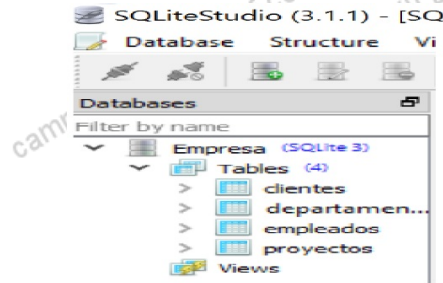 SQLiteStudio (3.1.1) - [SQ
Database Structure Vi
Databases
Filter by name
Empresa (SQLite 3)
Tables (4)
clientes
departamen...
empleados
proyectos
Views